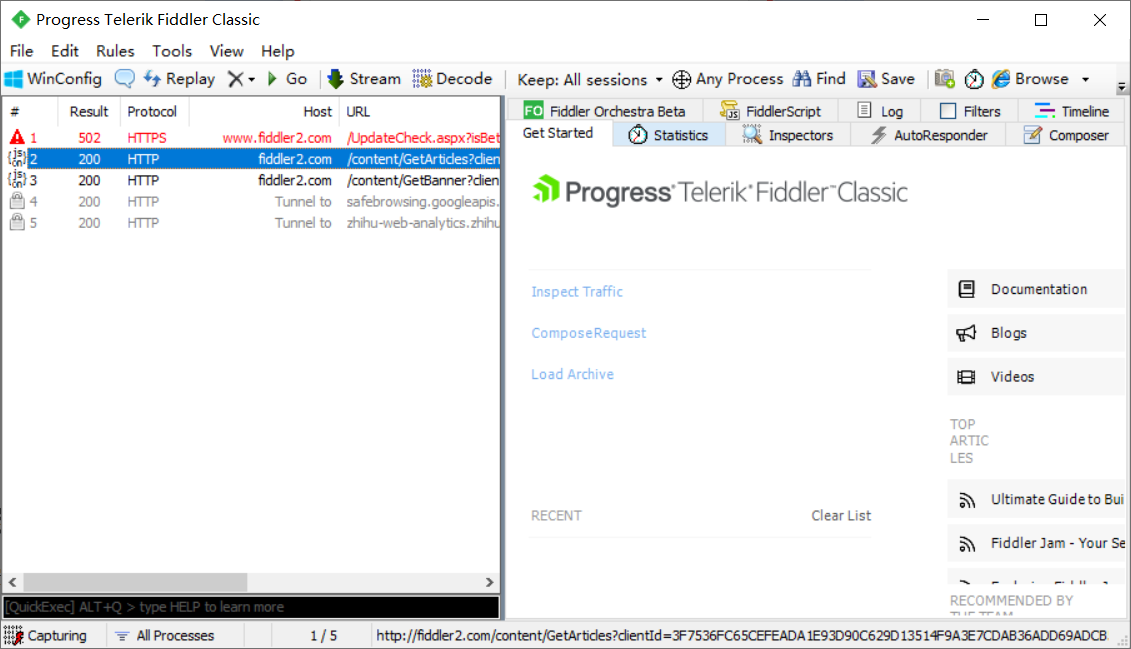 Progress Telerik Fiddler Classic
File Edit Rules Tools View Help
WinConfig Replay Go Stream Decode Keep: All sessions Any Process Find Save Browse
# Result Protocol Host URL
1 502 HTTPS www.fiddler2.com /UpdateCheck.aspx?isBet
2 200 HTTP fiddler2.com /content/GetArticles?clien
3 200 HTTP fiddler2.com /content/GetBanner?clien
4 200 HTTP Tunnel to safebrowsing.googleapis.
5 200 HTTP Tunnel to zhihu-web-analytics.zhihu
FO Fiddler Orchestra Beta FiddlerScript Log Filters Timeline
Get Started Statistics Inspectors AutoResponder Composer
Progress® Telerik® Fiddler™ Classic
Inspect Traffic
Compose Request
Load Archive
RECENT Clear List
Documentation
Blogs
Videos
TOP
ARTIC
LES
Ultimate Guide to Bui
Fiddler Jam - Your Se
RECOMMENDED BY
THE TEAM
[QuickExec] ALT+Q > type HELP to learn more
Capturing All Processes 1 / 5 http://fiddler2.com/content/GetArticles?clientId=3F7536FC65CEFEADA1E93D90C629D13514F9A3E7CDAB36ADD69ADCB